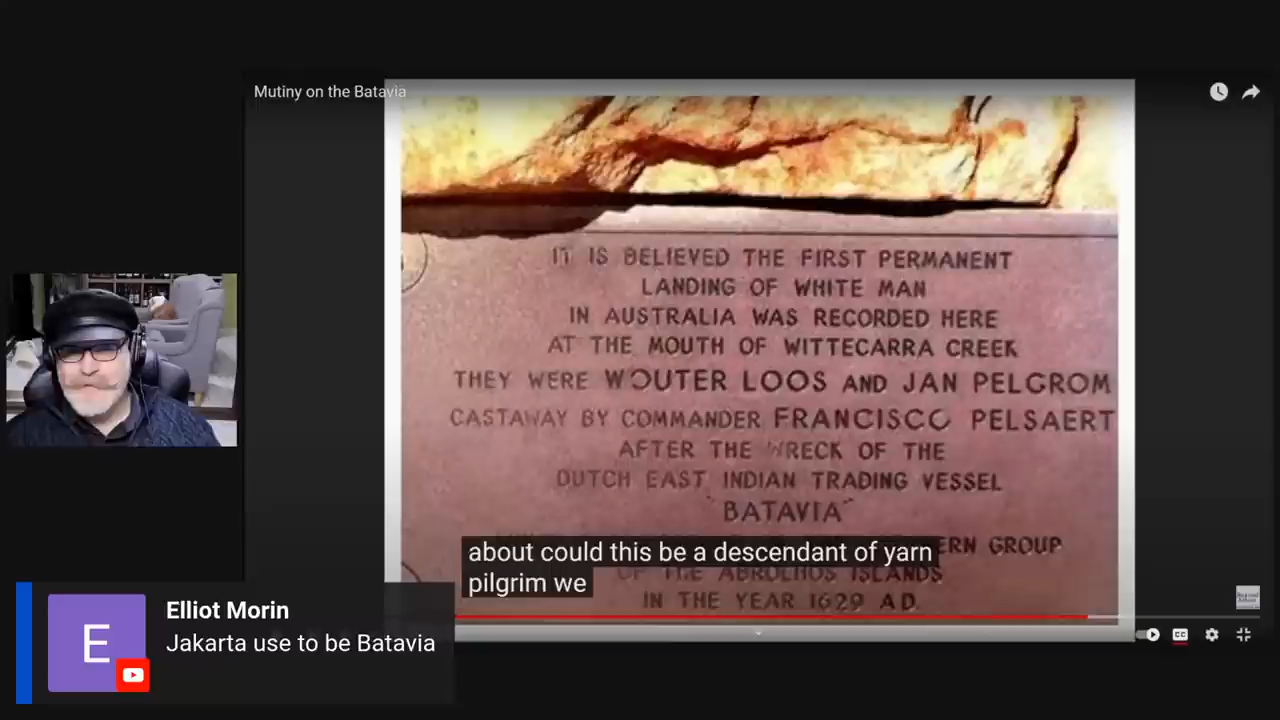 Mutiny on the Batavia
IT IS BELIEVED THE FIRST PERMANENT
LANDING OF WHITE MAN
IN AUSTRALIA WAS RECORDED HERE
AT THE MOUTH OF WITTECARRA CREEK
THEY WERE WOUTER LOOS AND JAN PELGROM
CASTAWAY BY COMMANDER FRANCISCO PELSAERT
AFTER THE WRECK OF THE
DUTCH EAST INDIAN TRADING VESSEL
"BATAVIA"
GROUP
OF THE ABROLHOS ISLANDS
IN THE YEAR 1629 A.D.
about could this be a descendant of yarn
pilgrim we
E
Elliot Morin
Jakarta use to be Batavia
CC